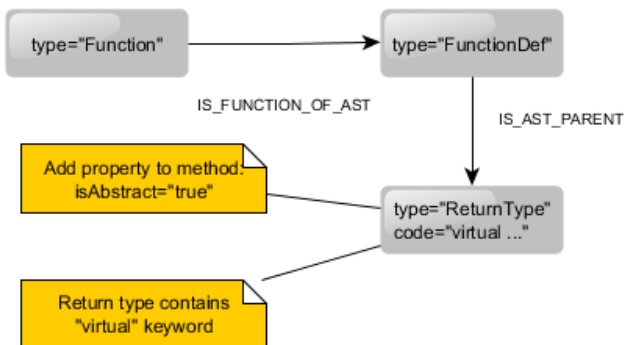 type="Function"
type="FunctionDef"
IS_FUNCTION_OF_AST
IS_AST_PARENT
Add property to method:
isAbstract="true"
type="ReturnType"
code="virtual ..."
Return type contains
"virtual" keyword